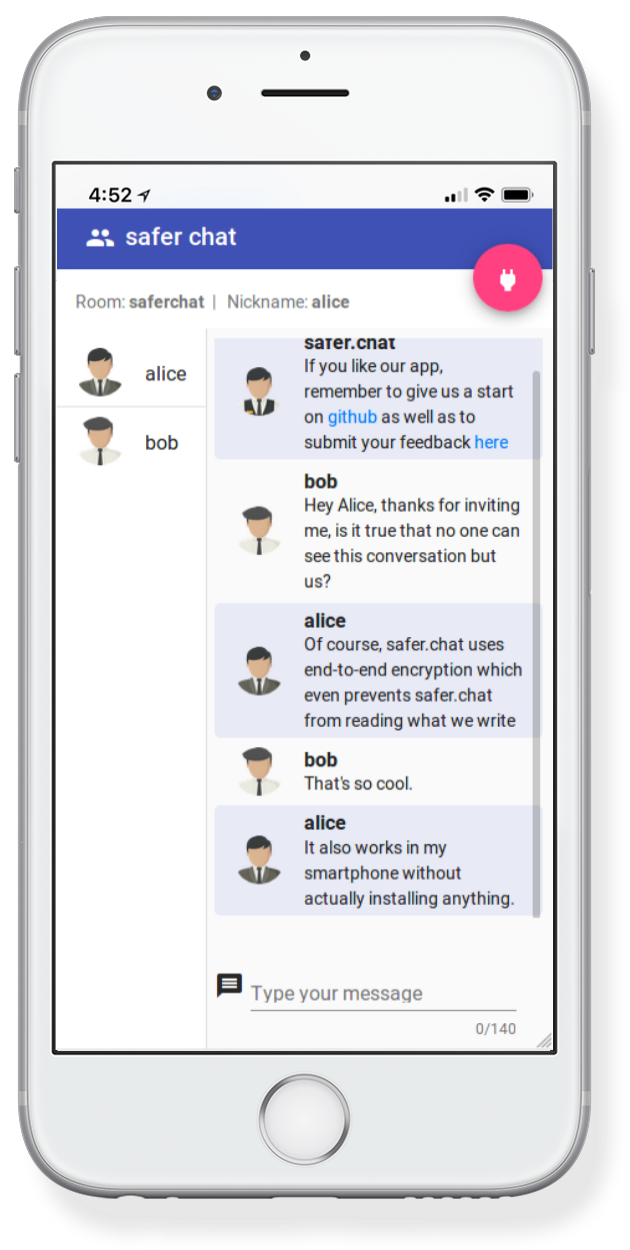 4:52
safer chat
Room: saferchat | Nickname: alice
alice
bob
safer.chat
If you like our app,
remember to give us a start
on github as well as to
submit your feedback here
bob
Hey Alice, thanks for inviting
me, is it true that no one can
see this conversation but
us?
alice
Of course, safer.chat uses
end-to-end encryption which
even prevents safer.chat
from reading what we write
bob
That's so cool.
alice
It also works in my
smartphone without
actually installing anything.
Type your message
0/140